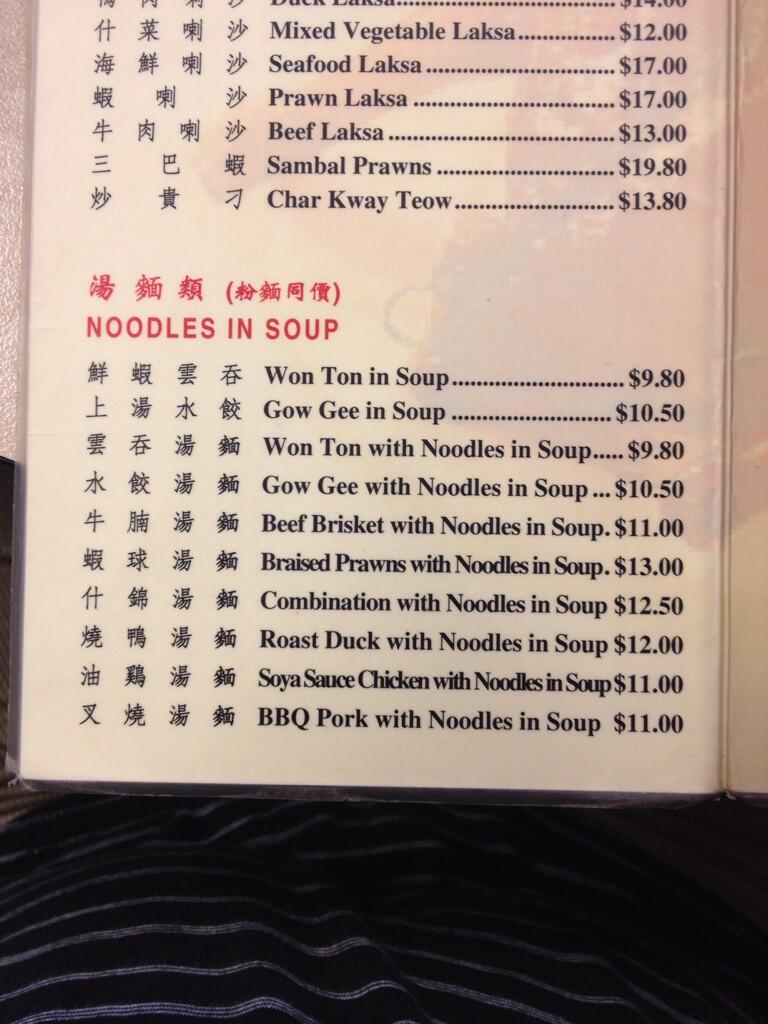 鴨 肉 喇 沙 Duck Laksa..............................$14.00
什 菜 喇 沙 Mixed Vegetable Laksa..............$12.00
海 鮮 喇 沙 Seafood Laksa..........................$17.00
蝦 喇 沙 Prawn Laksa............................$17.00
牛 肉 喇 沙 Beef Laksa...............................$13.00
三 巴 蝦 Sambal Prawns........................$19.80
炒 貴 刁 Char Kway Teow......................$13.80
湯 麵 類 (粉麵同價)
NOODLES IN SOUP
鮮 蝦 雲 吞 Won Ton in Soup........................$9.80
上 湯 水 餃 Gow Gee in Soup......................$10.50
雲 吞 湯 麵 Won Ton with Noodles in Soup.....$9.80
水 餃 湯 麵 Gow Gee with Noodles in Soup...$10.50
牛 腩 湯 麵 Beef Brisket with Noodles in Soup.$11.00
蝦 球 湯 麵 Braised Prawns with Noodles in Soup.$13.00
什 錦 湯 麵 Combination with Noodles in Soup $12.50
燒 鴨 湯 麵 Roast Duck with Noodles in Soup $12.00
油 鷄 湯 麵 Soya Sauce Chicken with Noodles in Soup $11.00
叉 燒 湯 麵 BBQ Pork with Noodles in Soup $11.00